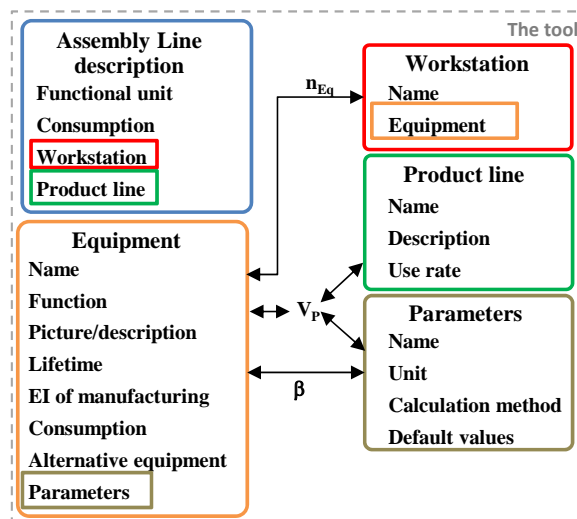 The tool
Assembly Line
description
Functional unit
Consumption
Workstation
Product line
n_Eq
Workstation
Name
Equipment
Product line
Name
Description
Use rate
Equipment
Name
Function
Picture/description
Lifetime
EI of manufacturing
Consumption
Alternative equipment
Parameters
V_P
β
Parameters
Name
Unit
Calculation method
Default values